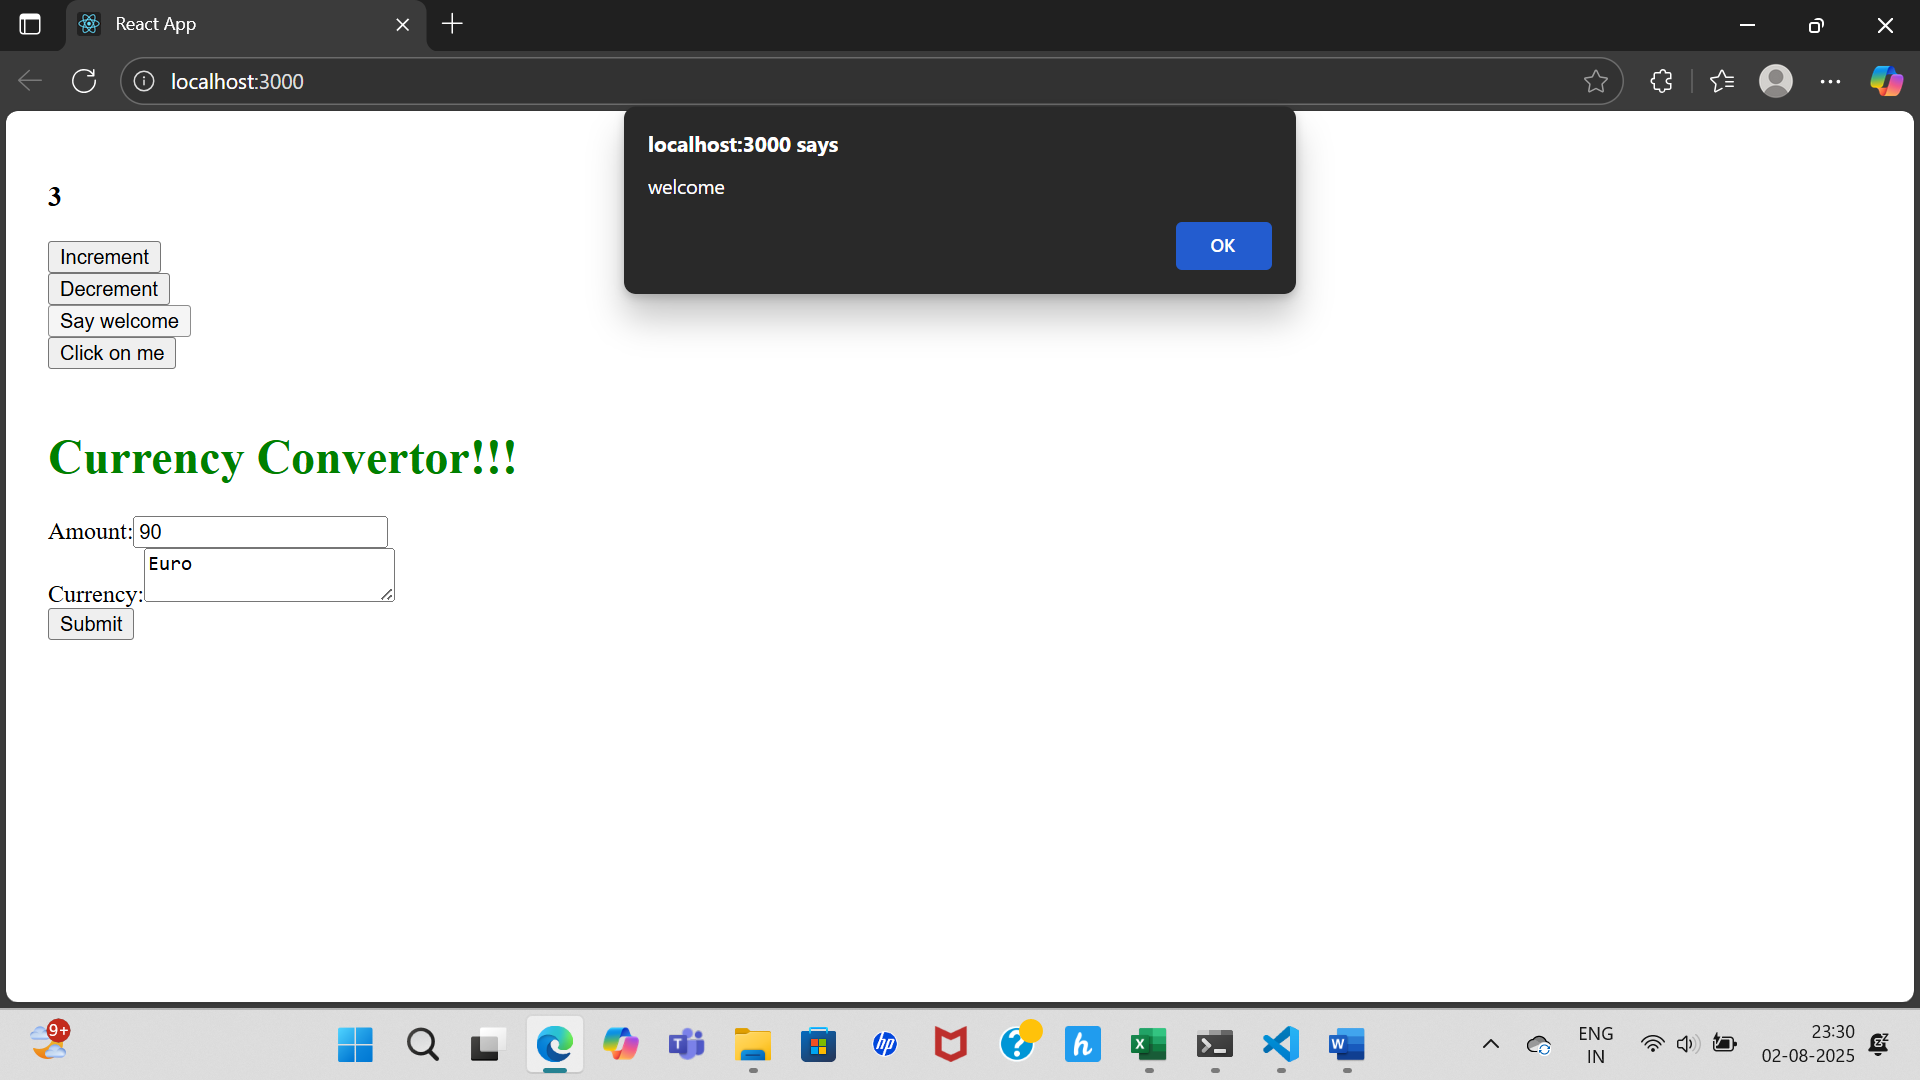 React App
localhost:3000
localhost:3000 says
welcome
OK
3
Increment
Decrement
Say welcome
Click on me
Currency Convertor!!!
Amount: 90
Currency: Euro
Submit
9+
ENG
IN
23:30
02-08-2025